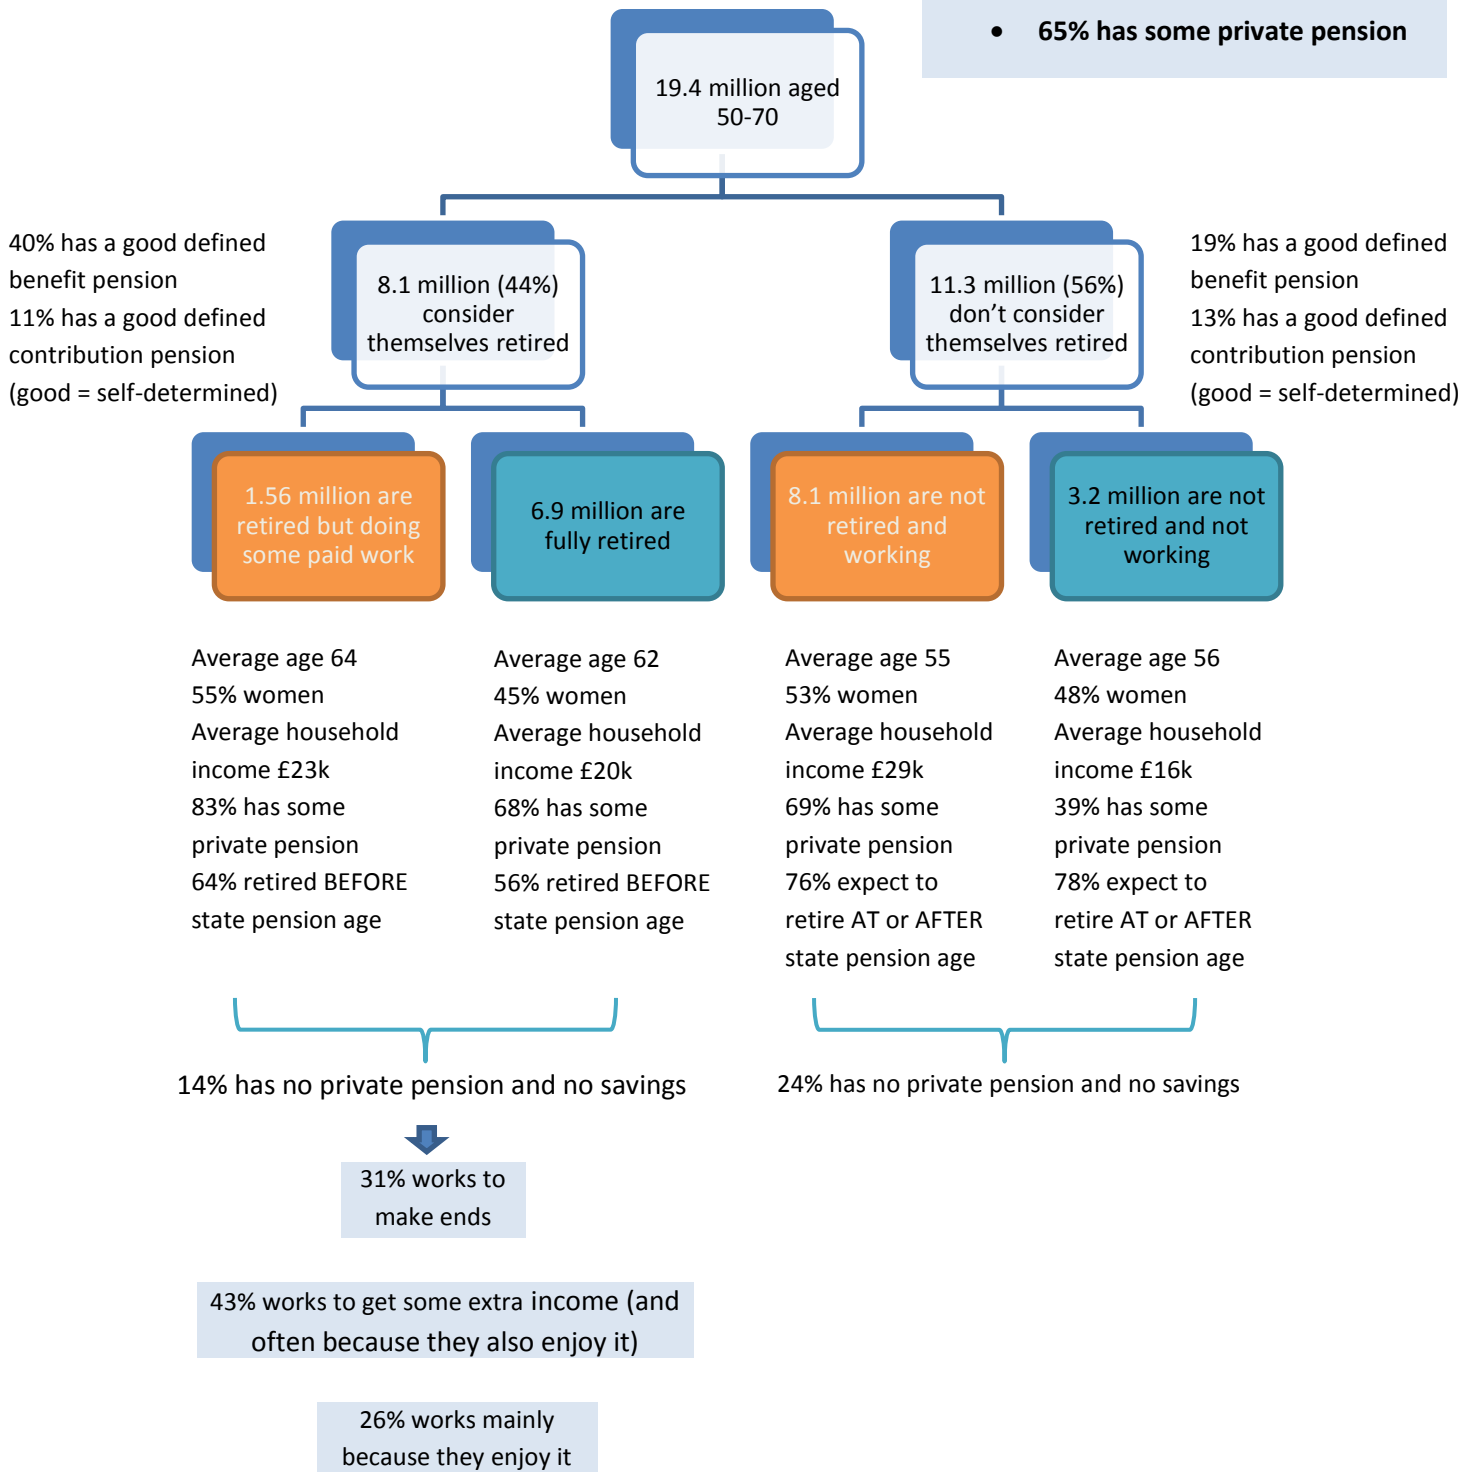 • 65% has some private pension
19.4 million aged
50-70
40% has a good defined
benefit pension
11% has a good defined
contribution pension
(good = self-determined)
8.1 million (44%)
consider
themselves retired
11.3 million (56%)
don’t consider
themselves retired
19% has a good defined
benefit pension
13% has a good defined
contribution pension
(good = self-determined)
1.56 million are
retired but doing
some paid work
6.9 million are
fully retired
8.1 million are not
retired and
working
3.2 million are not
retired and not
working
Average age 64
55% women
Average household
income £23k
83% has some
private pension
64% retired BEFORE
state pension age
Average age 62
45% women
Average household
income £20k
68% has some
private pension
56% retired BEFORE
state pension age
Average age 55
53% women
Average household
income £29k
69% has some
private pension
76% expect to
retire AT or AFTER
state pension age
Average age 56
48% women
Average household
income £16k
39% has some
private pension
78% expect to
retire AT or AFTER
state pension age
14% has no private pension and no savings
24% has no private pension and no savings
31% works to
make ends
43% works to get some extra income (and
often because they also enjoy it)
26% works mainly
because they enjoy it